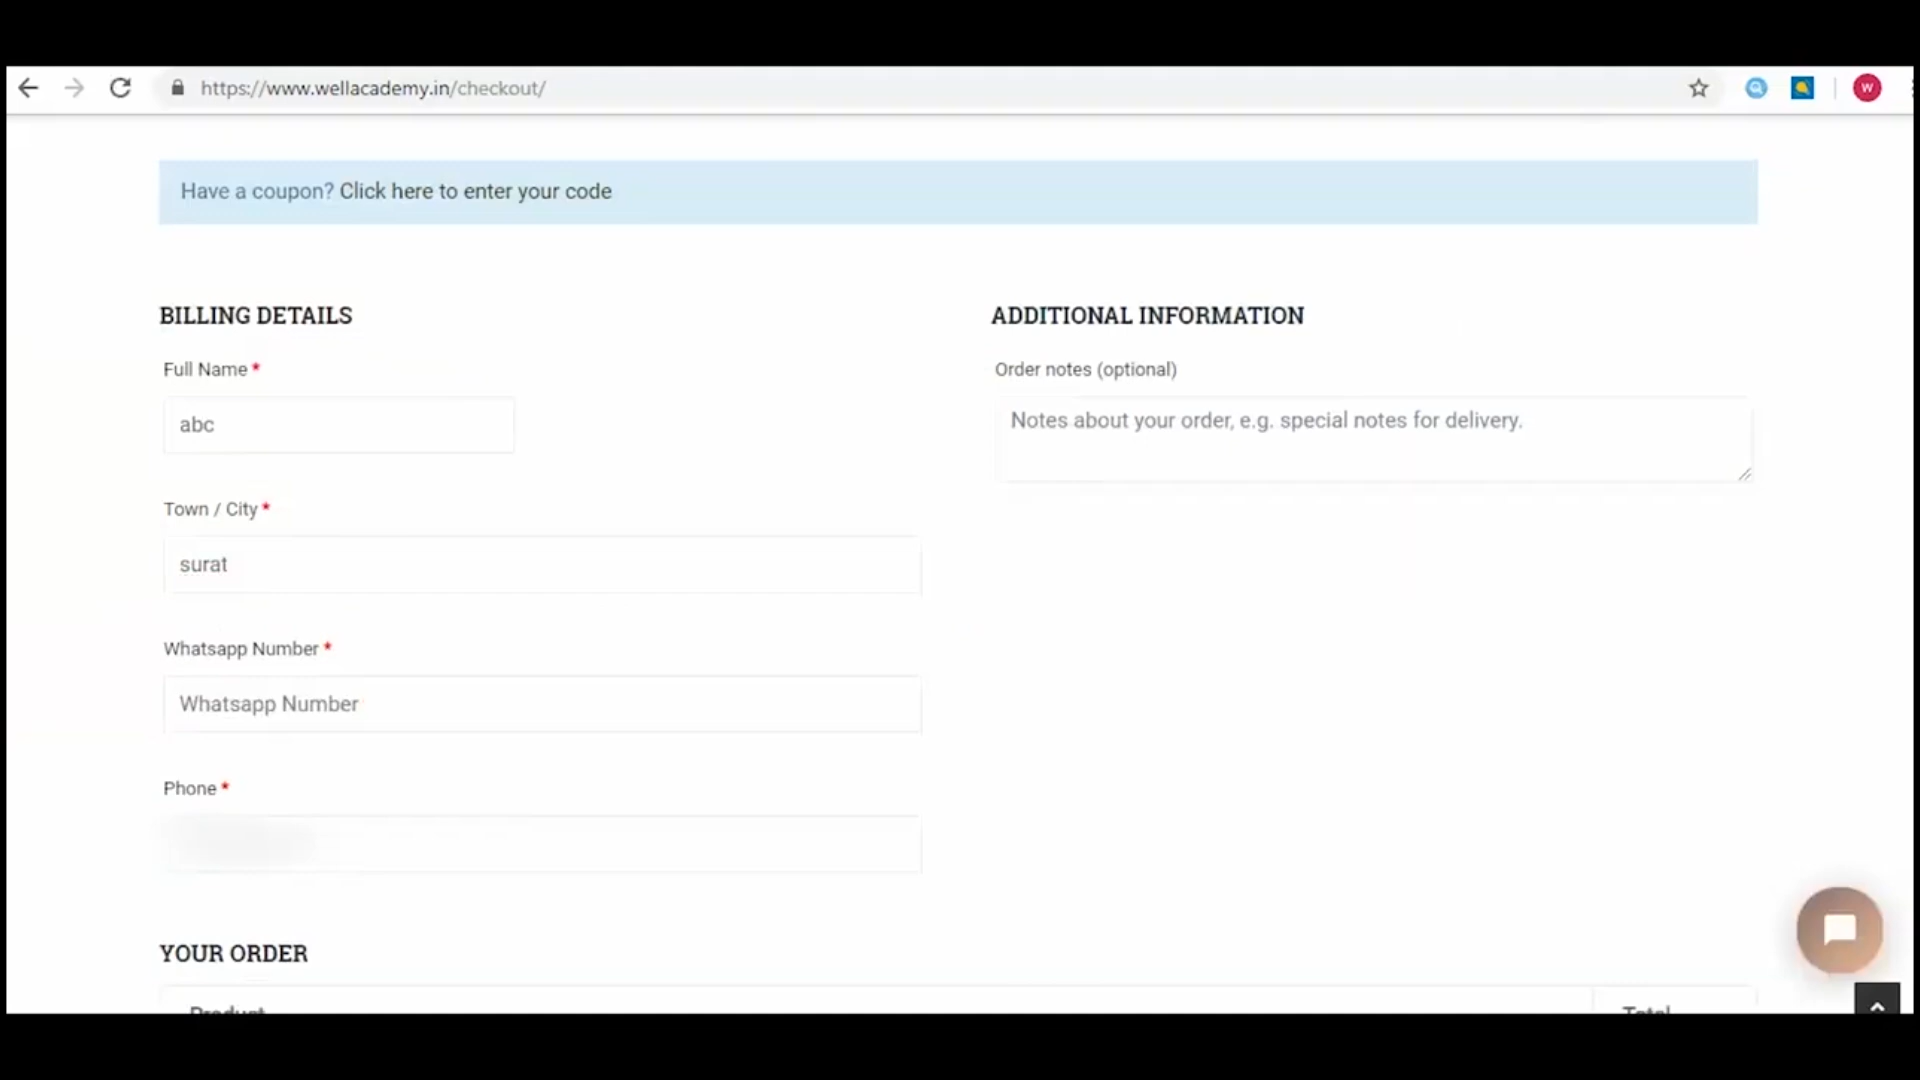 https://www.wellacademy.in/checkout/
W
Have a coupon? Click here to enter your code
BILLING DETAILS
ADDITIONAL INFORMATION
Full Name *
Order notes (optional)
abc
Notes about your order, e.g. special notes for delivery.
Town / City *
surat
Whatsapp Number *
Whatsapp Number
Phone *
YOUR ORDER
Product
Total